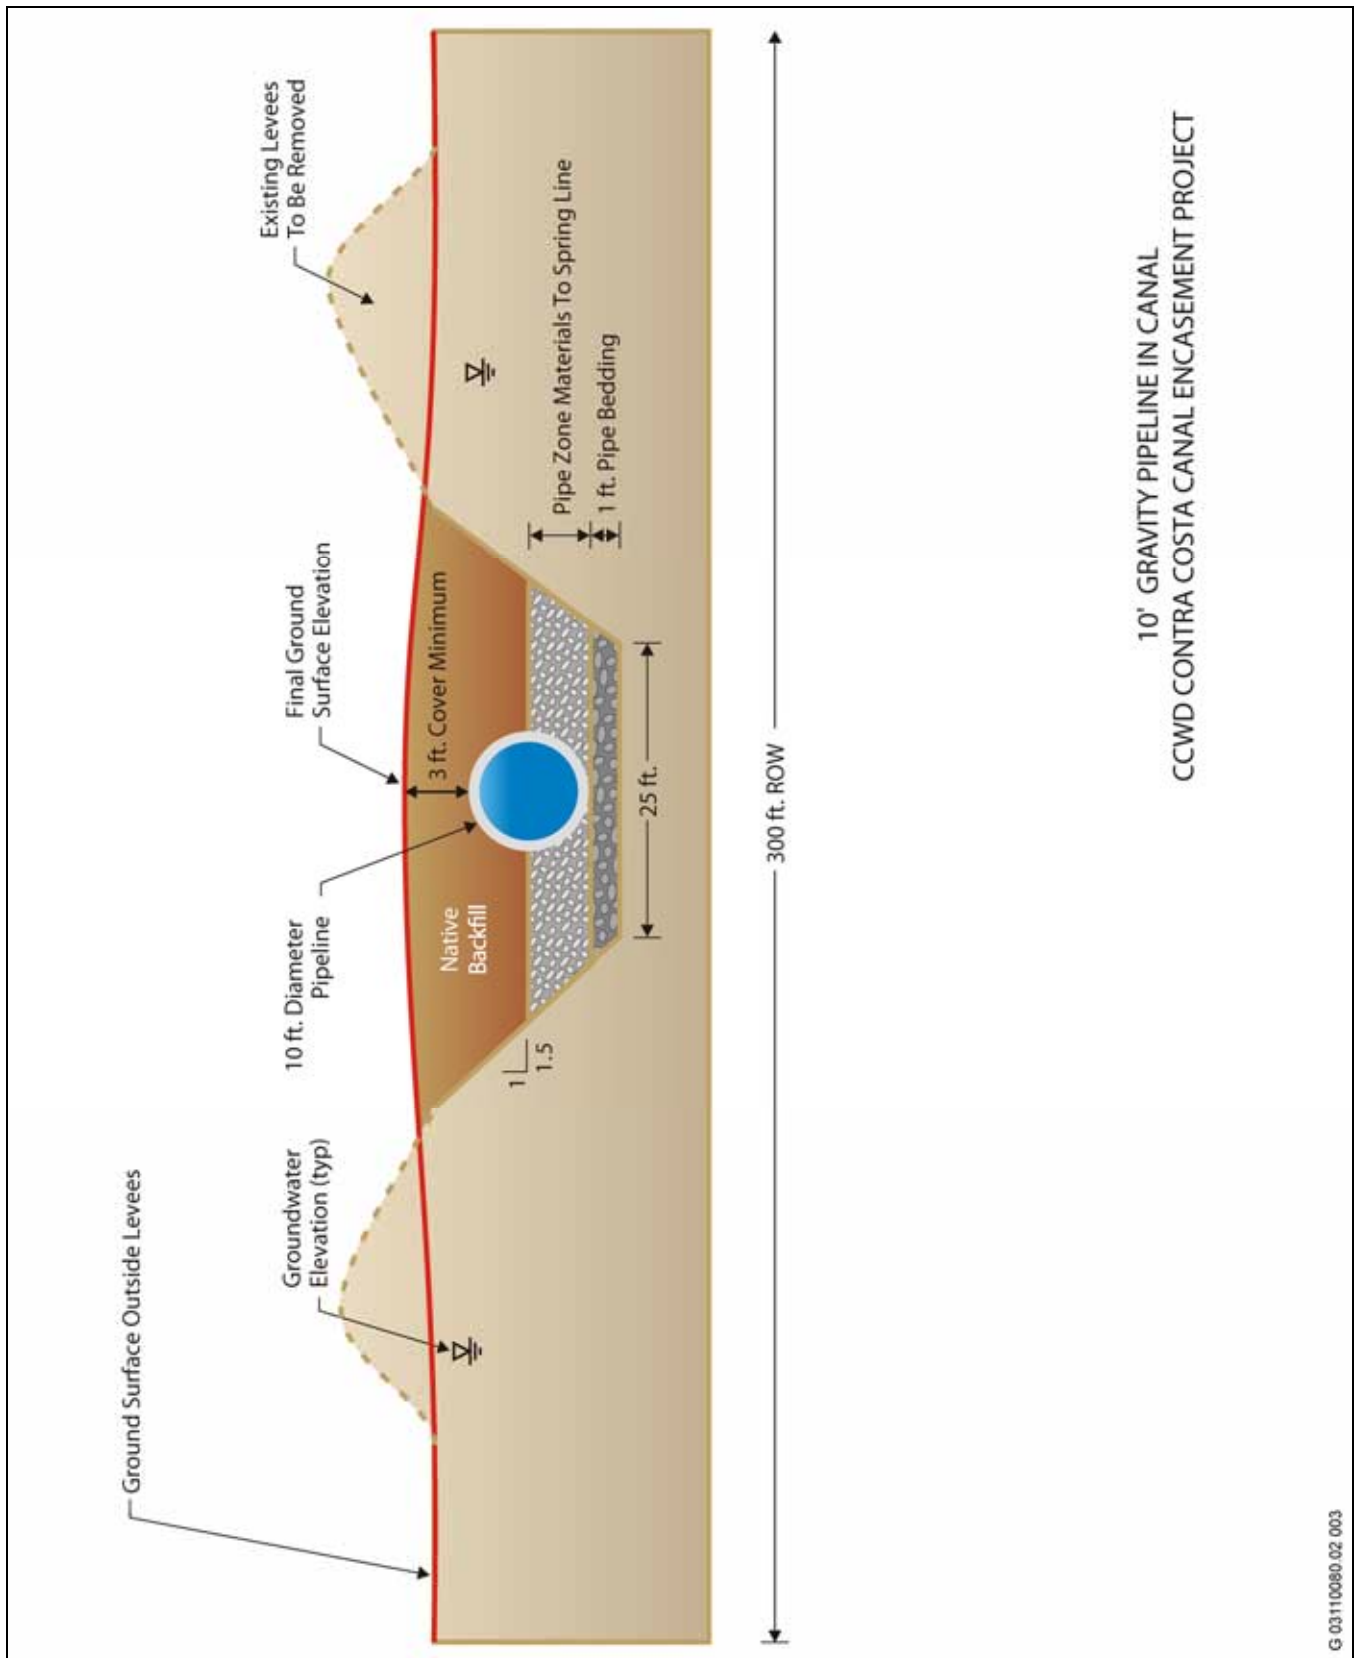 Ground Surface Outside Levees
Groundwater
Elevation (typ)
10 ft. Diameter
Pipeline
Final Ground
Surface Elevation
Existing Levees
To Be Removed
3 ft. Cover Minimum
Native
Backfill
1
1.5
Pipe Zone Materials To Spring Line
1 ft. Pipe Bedding
25 ft.
300 ft. ROW
10' GRAVITY PIPELINE IN CANAL
CCWD CONTRA COSTA CANAL ENCASEMENT PROJECT
G 03110080.02 003